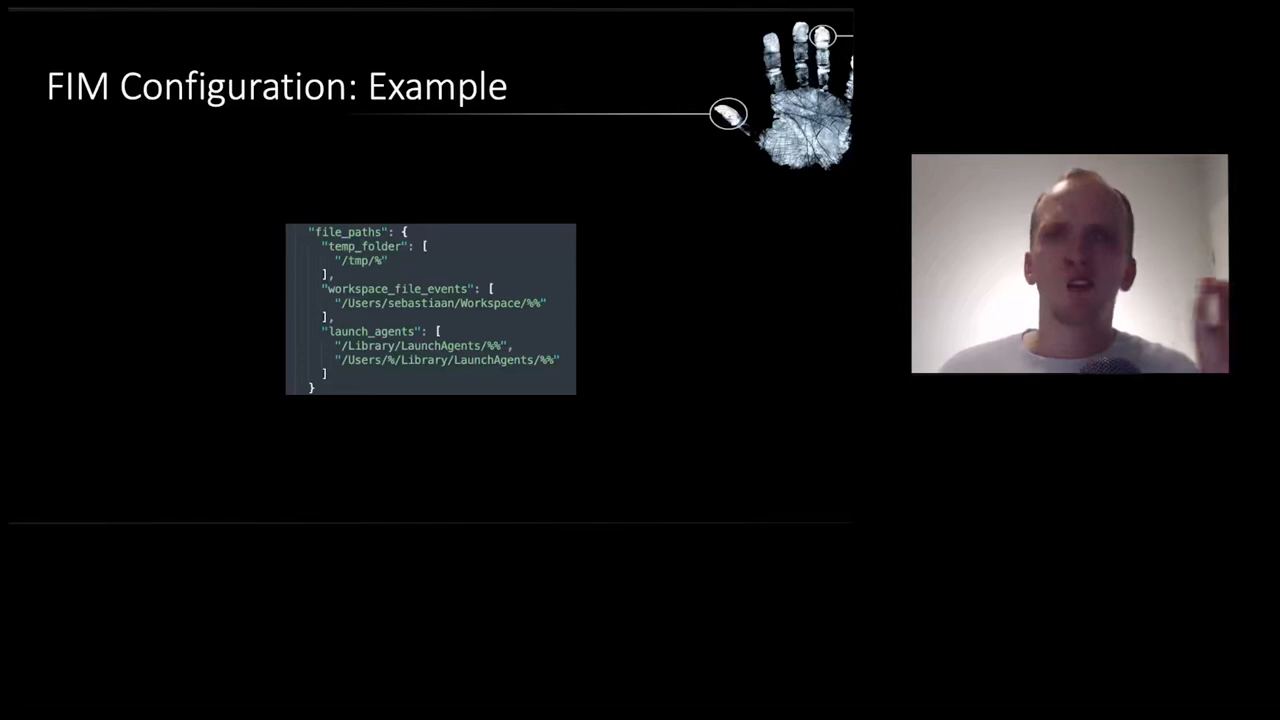 FIM Configuration: Example
"file_paths": {
"temp_folder": [
"/tmp/%"
],
"workspace_file_events": [
"/Users/sebastiaan/Workspace/%%"
],
"launch_agents": [
"/Library/LaunchAgents/%%",
"/Users/%/Library/LaunchAgents/%%"
]
}